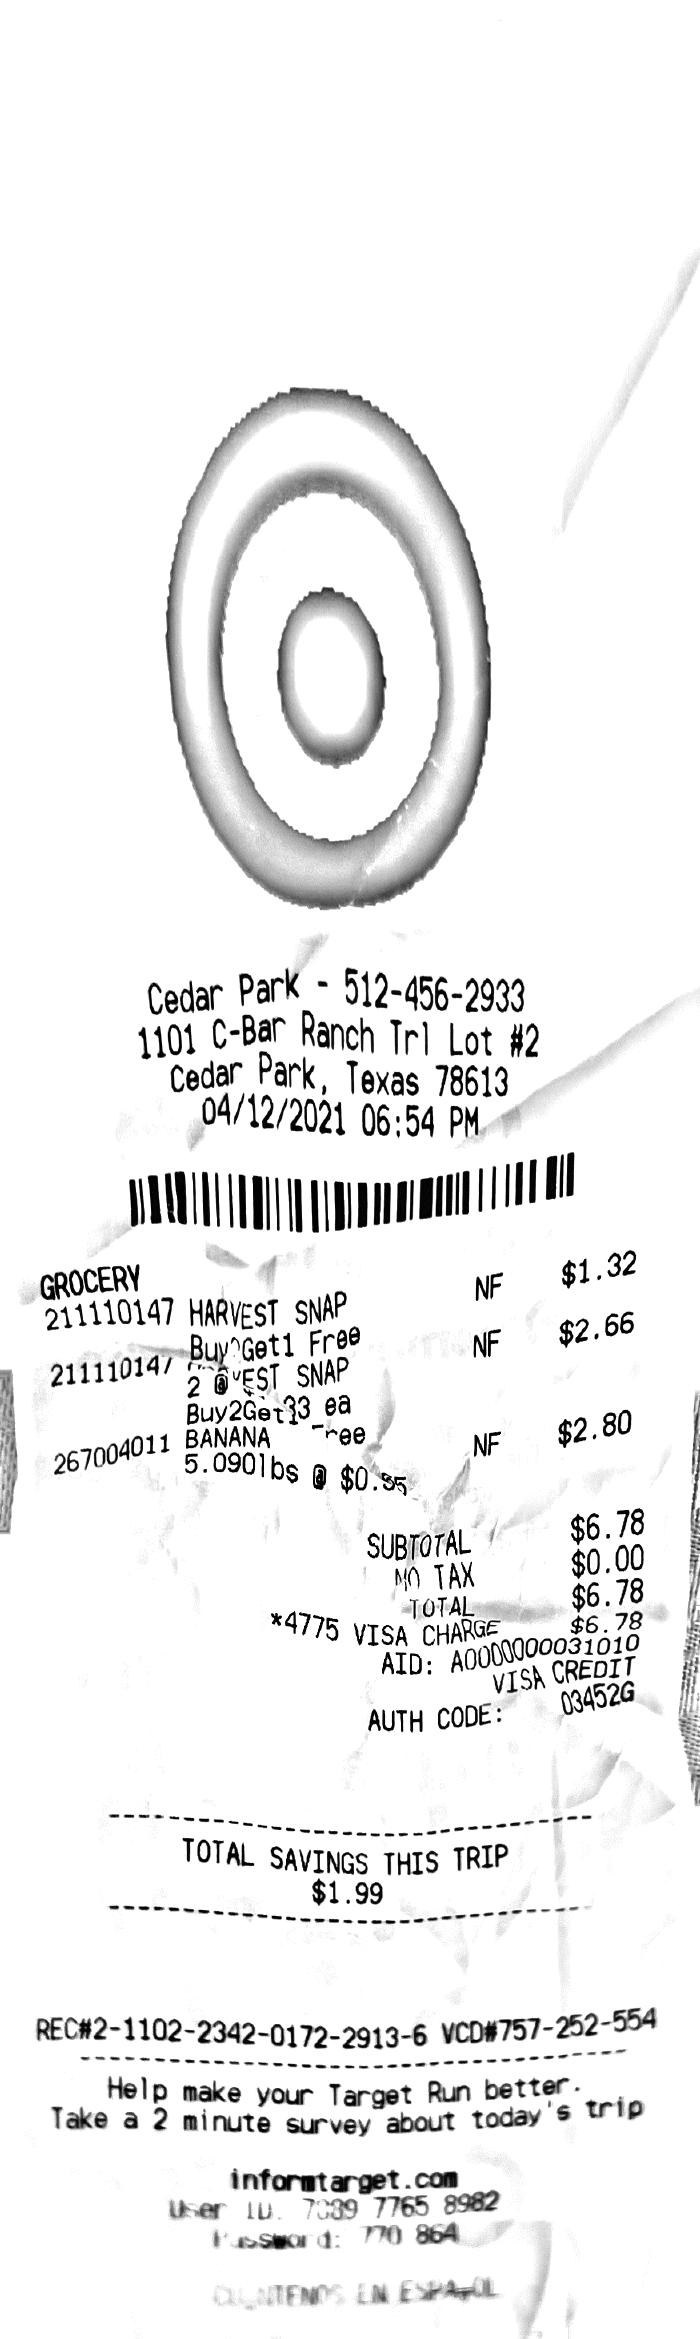 Cedar Park - 512-456-2933
1101 C-Bar Ranch Trl Lot #2
Cedar Park, Texas 78613
04/12/2021 06:54 PM
GROCERY
211110147 HARVEST SNAP NF $1.32
Buy2Get1 Free
211110147 VEST SNAP NF $2.66
2 @ 33 ea
Buy2Get1 ree
267004011 BANANA NF $2.80
5.090lbs @ $0.55
SUBTOTAL $6.78
NO TAX $0.00
TOTAL $6.78
*4775 VISA CHARGE $6.78
AID: A0000000031010
VISA CREDIT
AUTH CODE: 03452G
TOTAL SAVINGS THIS TRIP
$1.99
REC#2-1102-2342-0172-2913-6 VCD#757-252-554
Help make your Target Run better.
Take a 2 minute survey about today's trip
informtarget.com
User ID: 7889 7765 8982
Password: 770 864
CUÉNTENOS EN ESPAÑOL